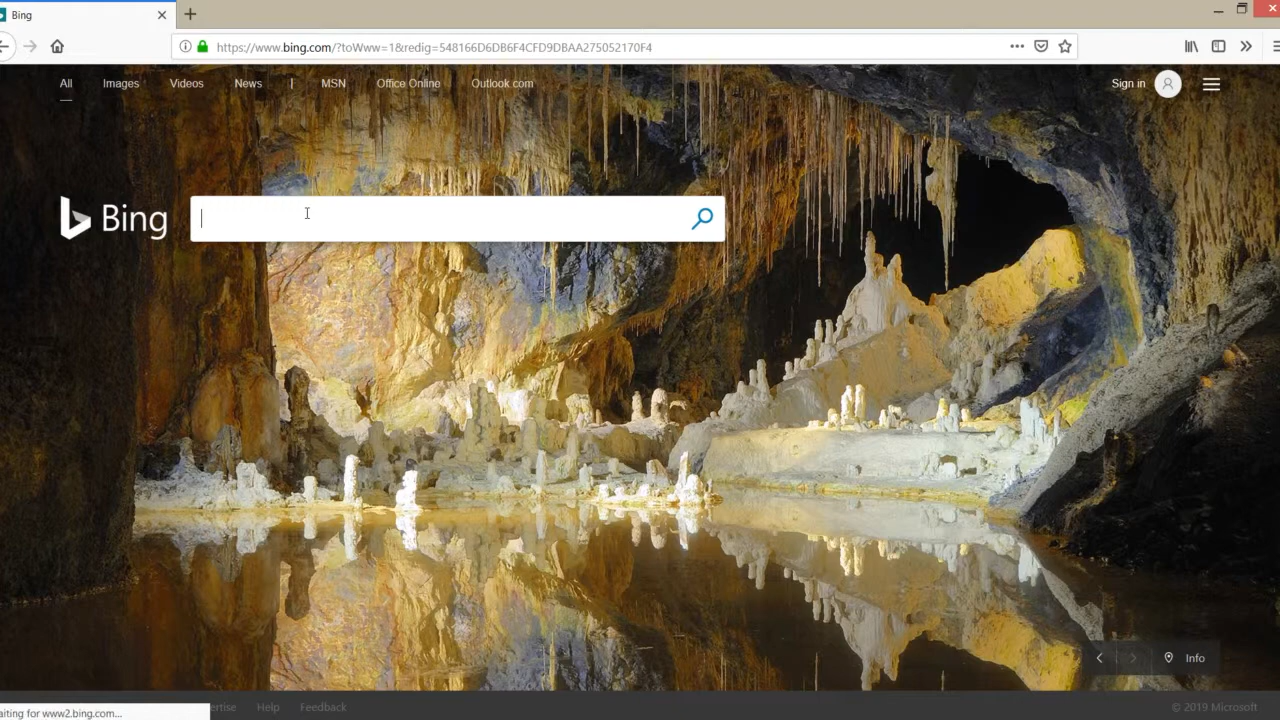 Bing
https://www.bing.com/?toWww=1&redig=548166D6DB6F4CFD9DBAA275052170F4
All Images Videos News | MSN Office Online Outlook.com Sign in
Bing
Info
aiting for www2.bing.com... ertise Help Feedback © 2019 Microsoft